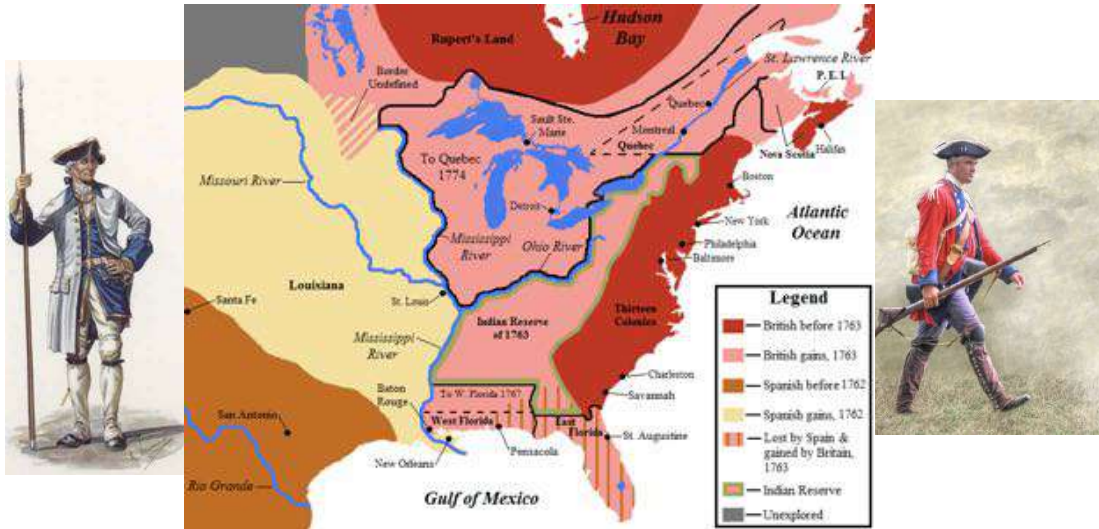 Hudson
Bay
Rupert's Land
St. Lawrence River
P.E.I.
Border
Undefined
Quebec
Sault Ste.
Marie
Montreal
Quebec
Halifax
Nova Scotia
To Quebec
1774
Missouri River
Boston
Detroit
New York
Atlantic
Ocean
Philadelphia
Baltimore
Mississippi
River
Ohio River
Louisiana
Santa Fe
St. Louis
Thirteen
Colonies
Indian Reserve
of 1763
Mississippi
River
Charleston
Savannah
Baton
Rouge
To W. Florida 1767
San Antonio
West Florida
East
Florida
St. Augustine
New Orleans
Pensacola
Rio Grande
Gulf of Mexico
Legend
British before 1763
British gains, 1763
Spanish before 1762
Spanish gains, 1762
Lost by Spain &
gained by Britain,
1763
Indian Reserve
Unexplored